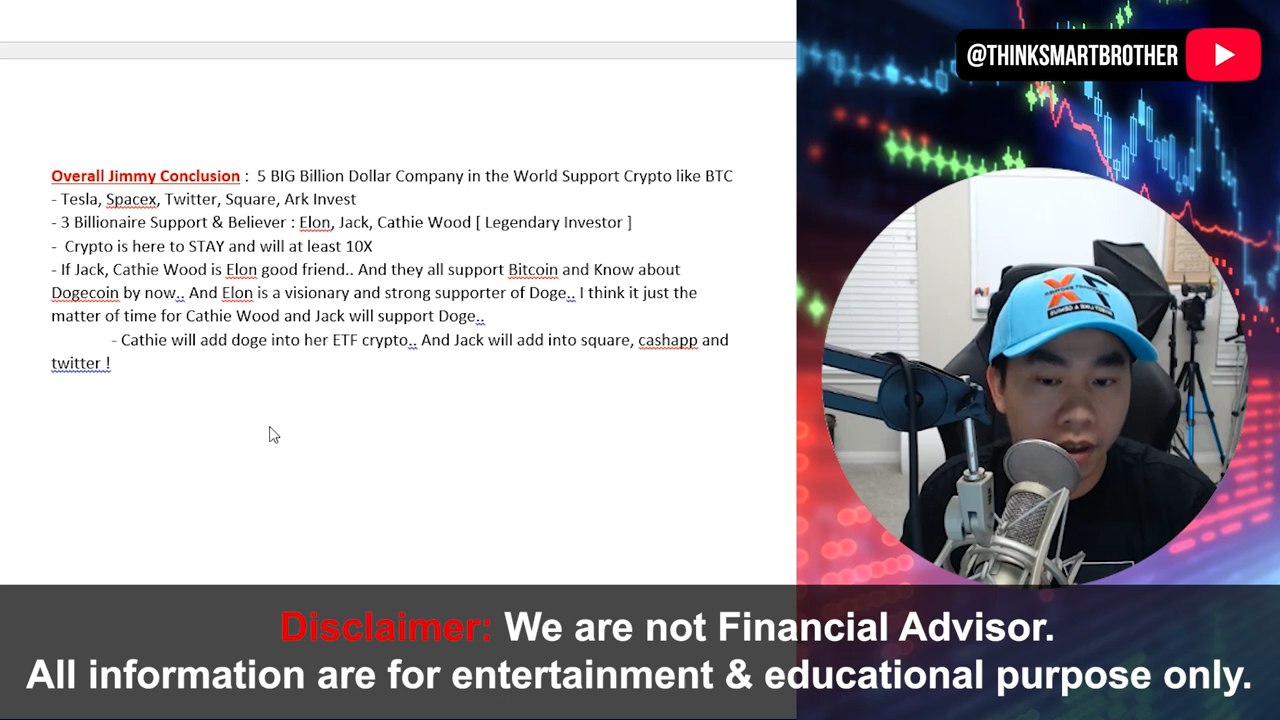 @THINKSMARTBROTHER
Overall Jimmy Conclusion :  5 BIG Billion Dollar Company in the World Support Crypto like BTC
- Tesla, Spacex, Twitter, Square, Ark Invest
- 3 Billionaire Support & Believer : Elon, Jack, Cathie Wood [ Legendary Investor ]
-  Crypto is here to STAY and will at least 10X
- If Jack, Cathie Wood is Elon good friend.. And they all support Bitcoin and Know about
Dogecoin by now.. And Elon is a visionary and strong supporter of Doge.. I think it just the
matter of time for Cathie Wood and Jack will support Doge..
- Cathie will add doge into her ETF crypto.. And Jack will add into square, cashapp and
twitter !
Disclaimer: We are not Financial Advisor.
All information are for entertainment & educational purpose only.